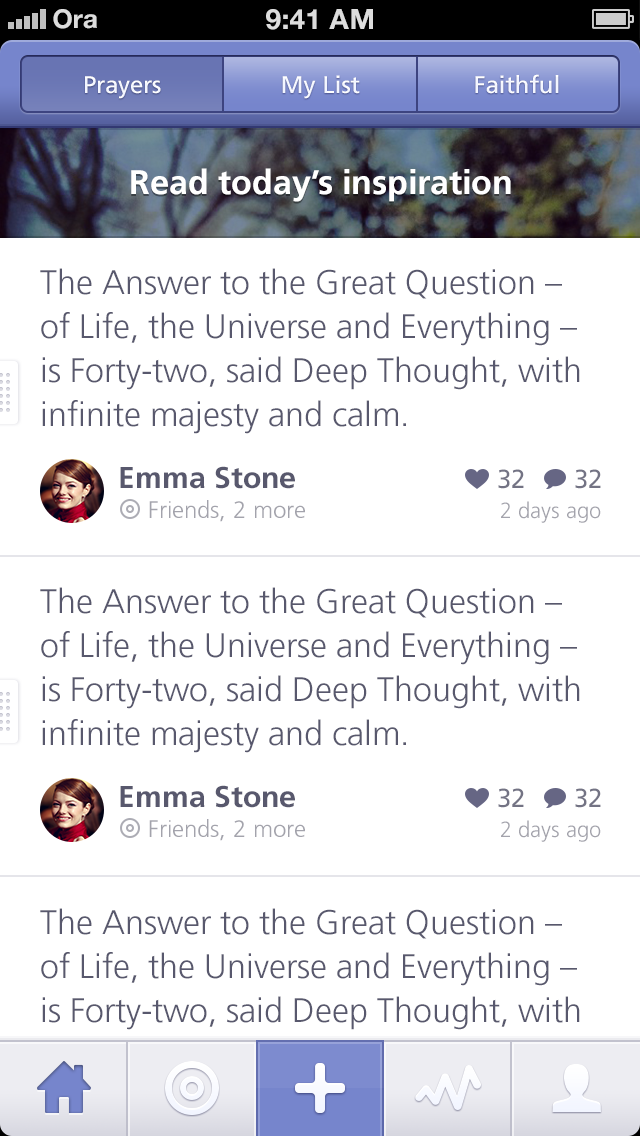 Ora 9:41 AM
Prayers My List Faithful
Read today’s inspiration
The Answer to the Great Question –
of Life, the Universe and Everything –
is Forty-two, said Deep Thought, with
infinite majesty and calm.
Emma Stone 32 32
Friends, 2 more 2 days ago
The Answer to the Great Question –
of Life, the Universe and Everything –
is Forty-two, said Deep Thought, with
infinite majesty and calm.
Emma Stone 32 32
Friends, 2 more 2 days ago
The Answer to the Great Question –
of Life, the Universe and Everything –
is Forty-two, said Deep Thought, with